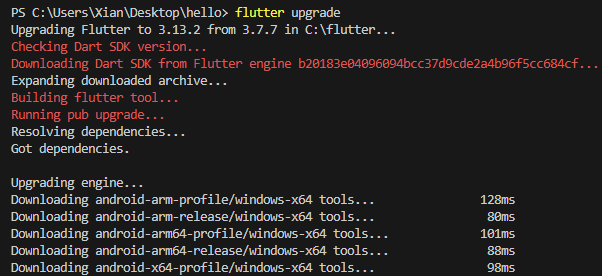 PS C:\Users\Xian\Desktop\hello> flutter upgrade
Upgrading Flutter to 3.13.2 from 3.7.7 in C:\flutter...
Checking Dart SDK version...
Downloading Dart SDK from Flutter engine b20183e04096094bcc37d9cde2a4b96f5cc684cf...
Expanding downloaded archive...
Building flutter tool...
Running pub upgrade...
Resolving dependencies...
Got dependencies.
Upgrading engine...
Downloading android-arm-profile/windows-x64 tools... 128ms
Downloading android-arm-release/windows-x64 tools... 80ms
Downloading android-arm64-profile/windows-x64 tools... 101ms
Downloading android-arm64-release/windows-x64 tools... 88ms
Downloading android-x64-profile/windows-x64 tools... 98ms